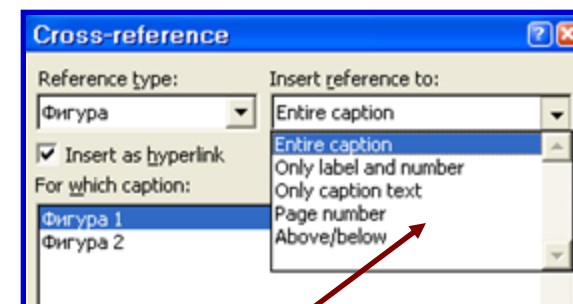 Cross-reference
Reference type:
Insert reference to:
Фигура
Entire caption
Insert as hyperlink
For which caption:
Фигура 1
Фигура 2
Entire caption
Only label and number
Only caption text
Page number
Above/below